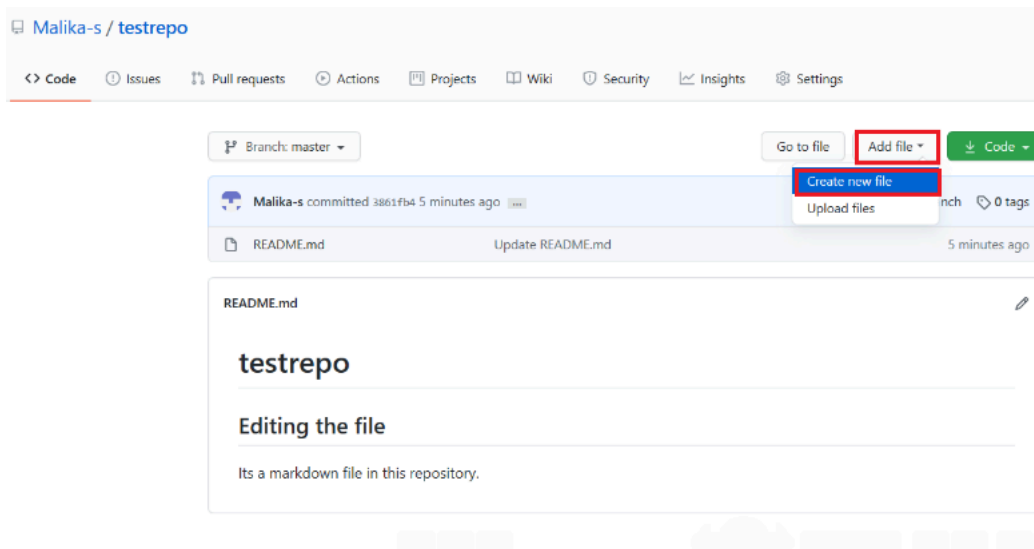 Malika-s / testrepo
<> Code Issues Pull requests Actions Projects Wiki Security Insights Settings
Branch: master Go to file Add file Code
Create new file
Malika-s committed 3861fb4 5 minutes ago ... nch 0 tags
Upload files
README.md Update README.md 5 minutes ago
README.md
testrepo
Editing the file
Its a markdown file in this repository.